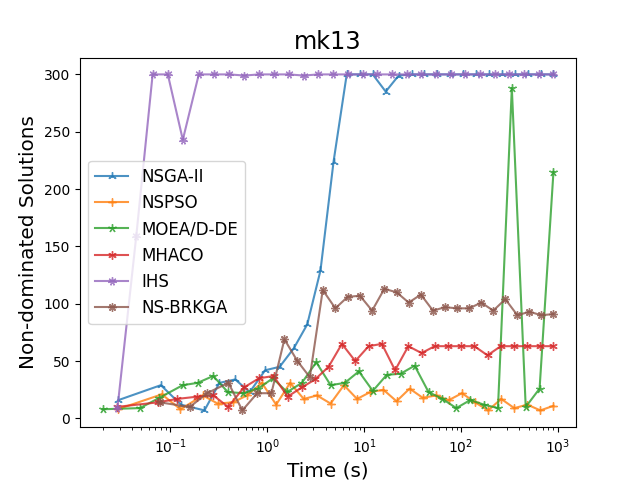 mk13
Non-dominated Solutions
300
250
200
150
100
50
0
NSGA-II
NSPSO
MOEA/D-DE
MHACO
IHS
NS-BRKGA
10⁻¹ 10⁰ 10¹ 10² 10³
Time (s)